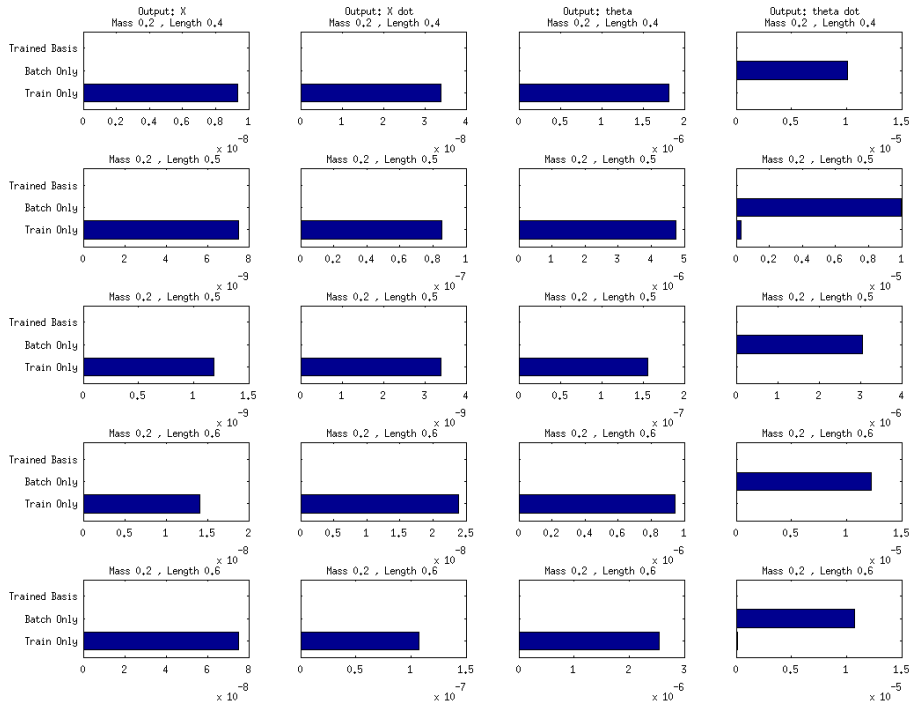 Output: X Output: X dot Output: theta Output: theta dot
Mass 0.2 , Length 0.4 Mass 0.2 , Length 0.4 Mass 0.2 , Length 0.4 Mass 0.2 , Length 0.4
Trained Basis
Batch Only
Train Only
0 0.2 0.4 0.6 0.8 1 0 1 2 3 4 0 0.5 1 1.5 2 0 0.5 1 1.5
x 10^-8 x 10^-8 x 10^-6 x 10^-5
Mass 0.2 , Length 0.5 Mass 0.2 , Length 0.5 Mass 0.2 , Length 0.5 Mass 0.2 , Length 0.5
Trained Basis
Batch Only
Train Only
0 2 4 6 8 0 0.2 0.4 0.6 0.8 1 0 1 2 3 4 5 0 0.2 0.4 0.6 0.8 1
x 10^-9 x 10^-7 x 10^-6 x 10^-5
Mass 0.2 , Length 0.5 Mass 0.2 , Length 0.5 Mass 0.2 , Length 0.5 Mass 0.2 , Length 0.5
Trained Basis
Batch Only
Train Only
0 0.5 1 1.5 0 1 2 3 4 0 0.5 1 1.5 2 0 1 2 3 4
x 10^-9 x 10^-9 x 10^-7 x 10^-6
Mass 0.2 , Length 0.6 Mass 0.2 , Length 0.6 Mass 0.2 , Length 0.6 Mass 0.2 , Length 0.6
Trained Basis
Batch Only
Train Only
0 0.5 1 1.5 2 0 0.5 1 1.5 2 2.5 0 0.2 0.4 0.6 0.8 1 0 0.5 1 1.5
x 10^-8 x 10^-8 x 10^-6 x 10^-5
Mass 0.2 , Length 0.6 Mass 0.2 , Length 0.6 Mass 0.2 , Length 0.6 Mass 0.2 , Length 0.6
Trained Basis
Batch Only
Train Only
0 2 4 6 8 0 0.5 1 1.5 0 1 2 3 0 0.5 1 1.5
x 10^-8 x 10^-7 x 10^-6 x 10^-5